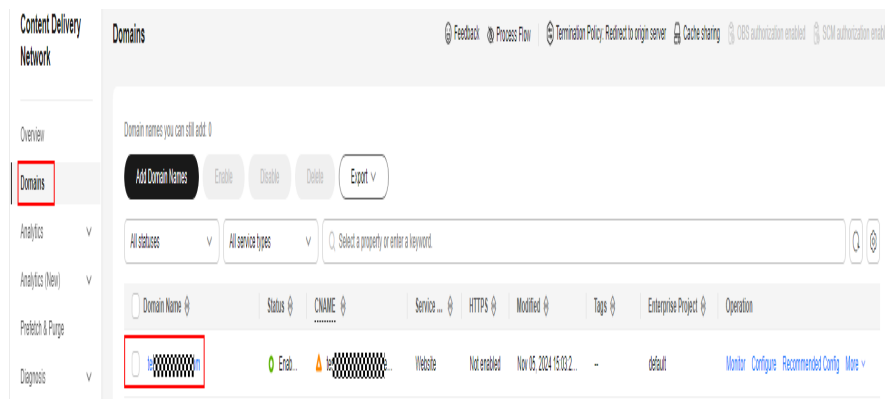 Content Delivery
Network
Domains
Feedback Process Flow Termination Policy: Redirect to origin server Cache sharing OBS authorization enabled SCM authorization enabl
Overview
Domains
Analytics
Analytics (New)
Prefetch & Purge
Diagnosis
Domain names you can still add: 0
Add Domain Names Enable Disable Delete Export
All statuses All service types Select a property or enter a keyword.
Domain Name Status CNAME Service ... HTTPS Modified Tags Enterprise Project Operation
te m Enab... tes e... Website Not enabled Nov 05, 2024 15:03:2... -- default Monitor Configure Recommended Config More